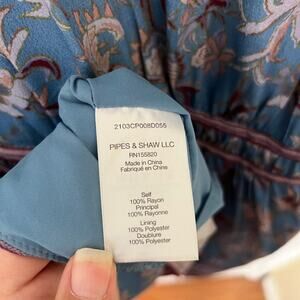 2103CP008D055
PIPES & SHAW LLC
RN155820
Made in China
Fabriqué en Chine
Self
100% Rayon
Principal
100% Rayonne
Lining
100% Polyester
Doublure
100% Polyester